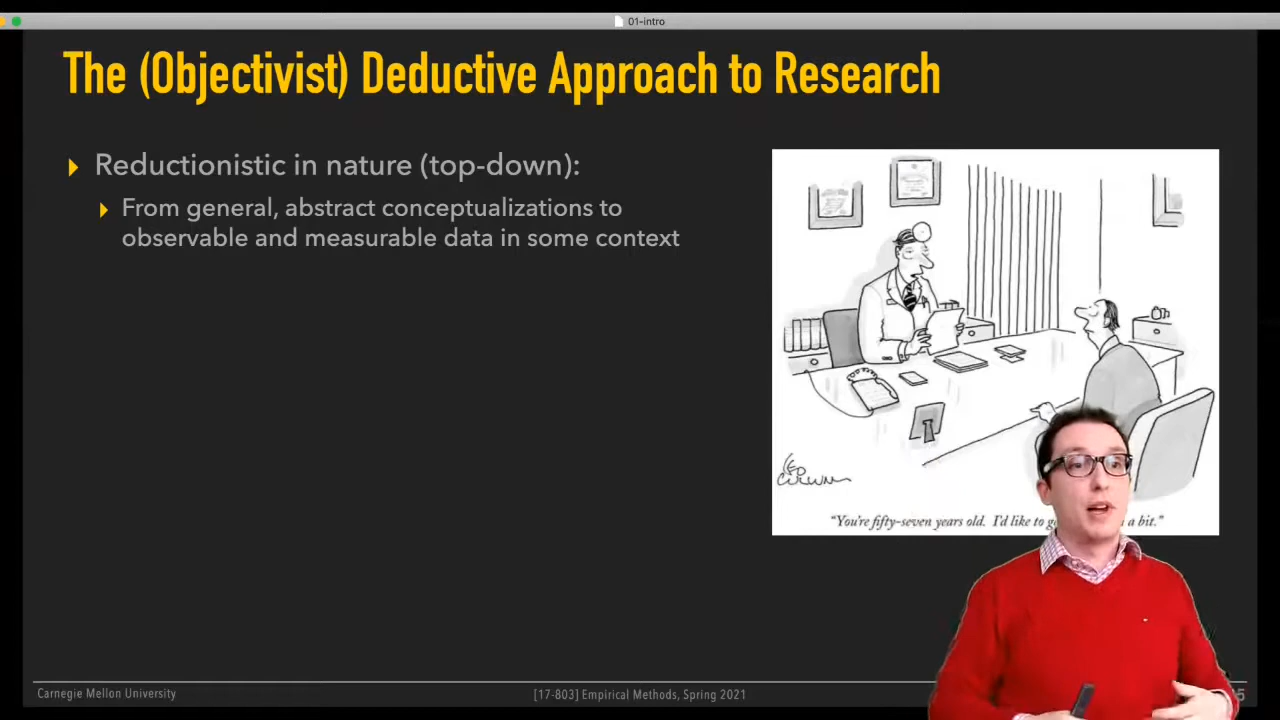 01-intro
The (Objectivist) Deductive Approach to Research
Reductionistic in nature (top-down):
From general, abstract conceptualizations to
observable and measurable data in some context
LEO
CULLUM
"You're fifty-seven years old. I'd like to a bit."
Carnegie Mellon University
[17-803] Empirical Methods, Spring 2021